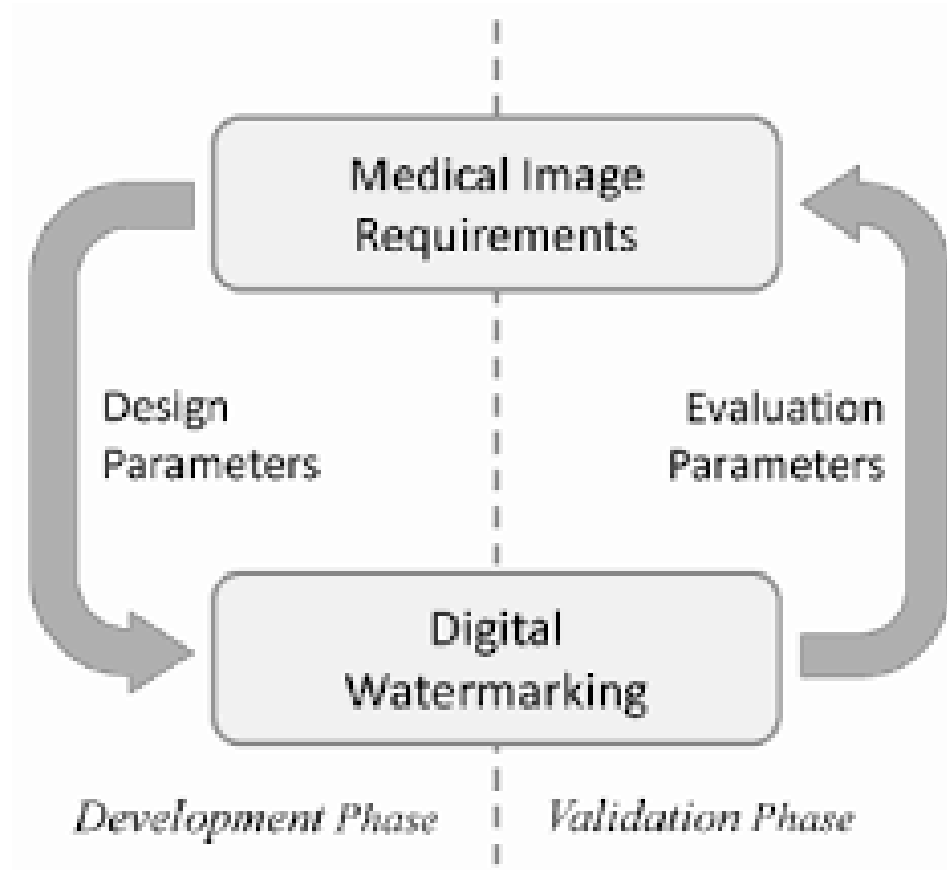 Medical Image
Requirements
Design
Parameters
Evaluation
Parameters
Digital
Watermarking
Development Phase
Validation Phase